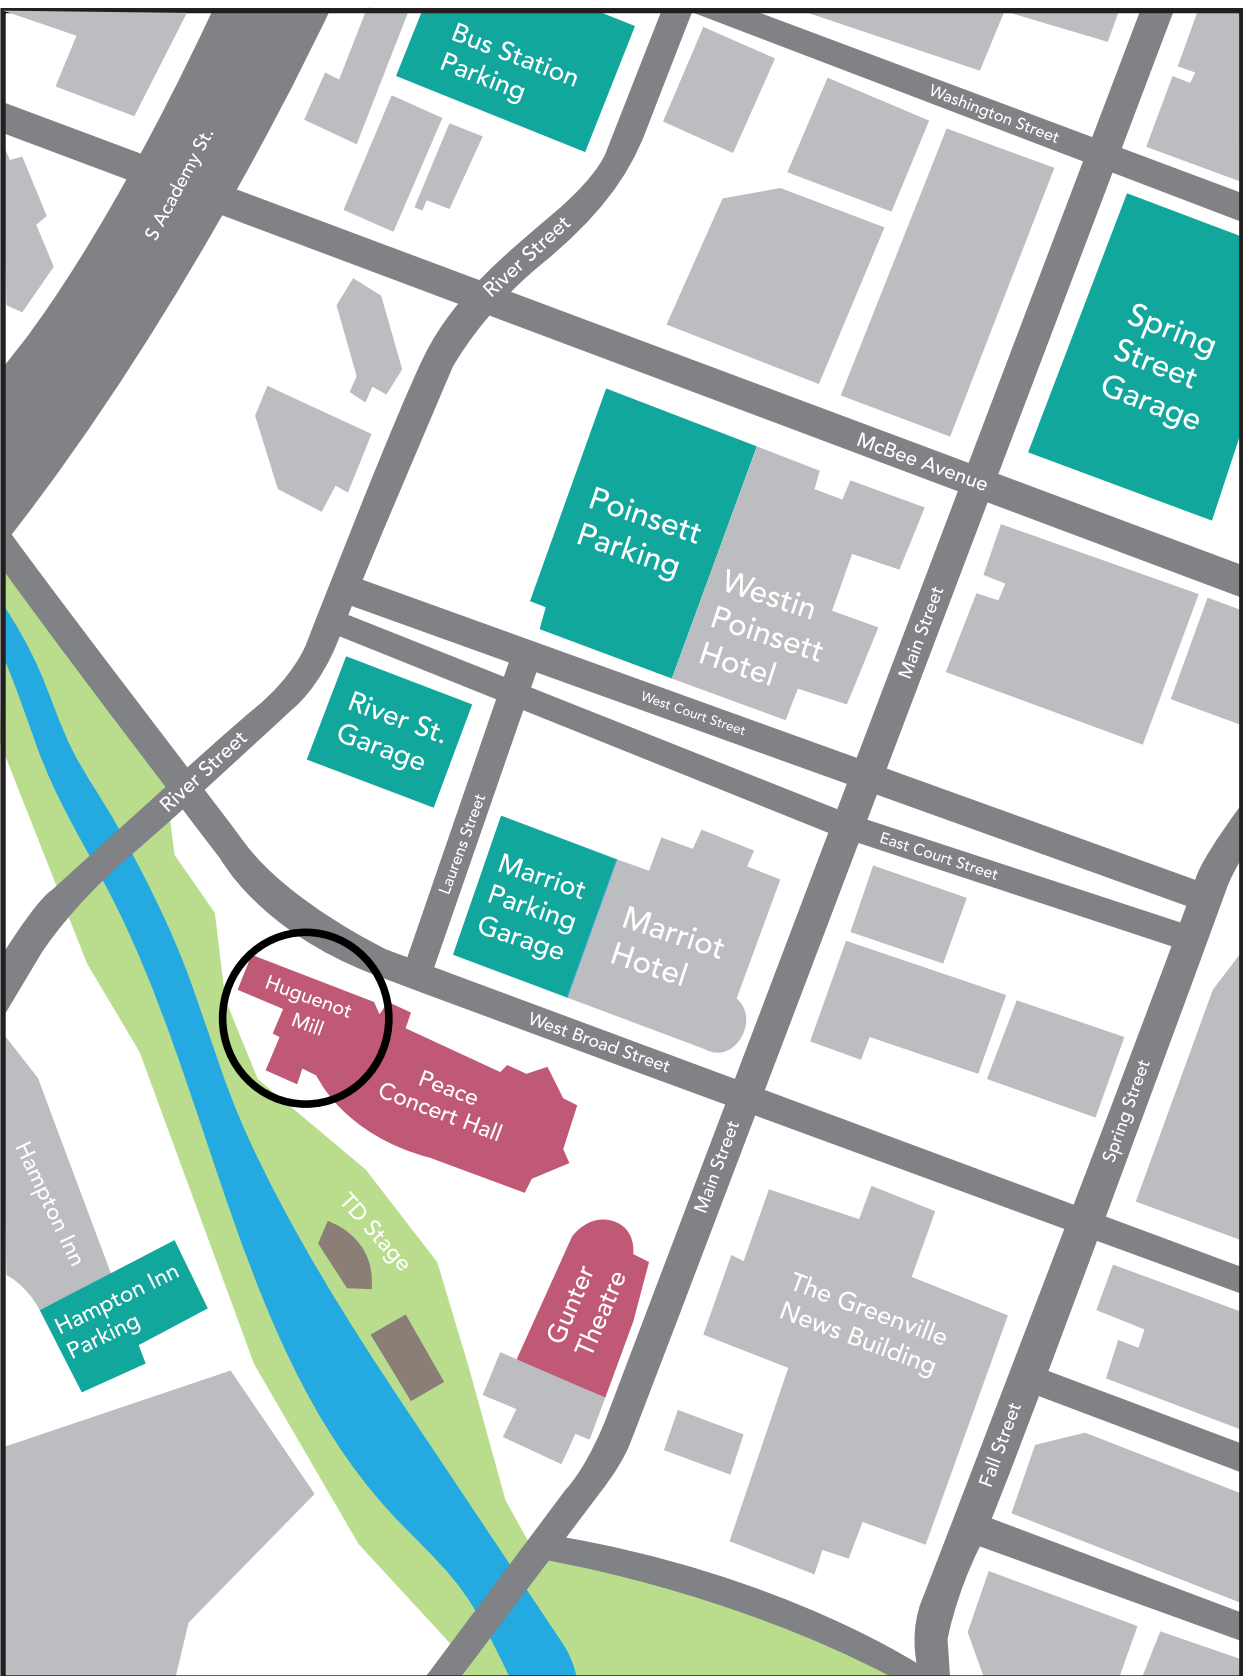 Bus Station
Parking
Washington Street
S Academy St.
River Street
Spring
Street
Garage
McBee Avenue
Poinsett
Parking
Westin
Poinsett
Hotel
Main Street
West Court Street
River St.
Garage
River Street
Laurens Street
East Court Street
Marriot
Parking
Garage
Marriot
Hotel
Huguenot
Mill
West Broad Street
Peace
Concert Hall
Spring Street
Main Street
Hampton Inn
TD Stage
Hampton Inn
Parking
Gunter
Theatre
The Greenville
News Building
Fall Street